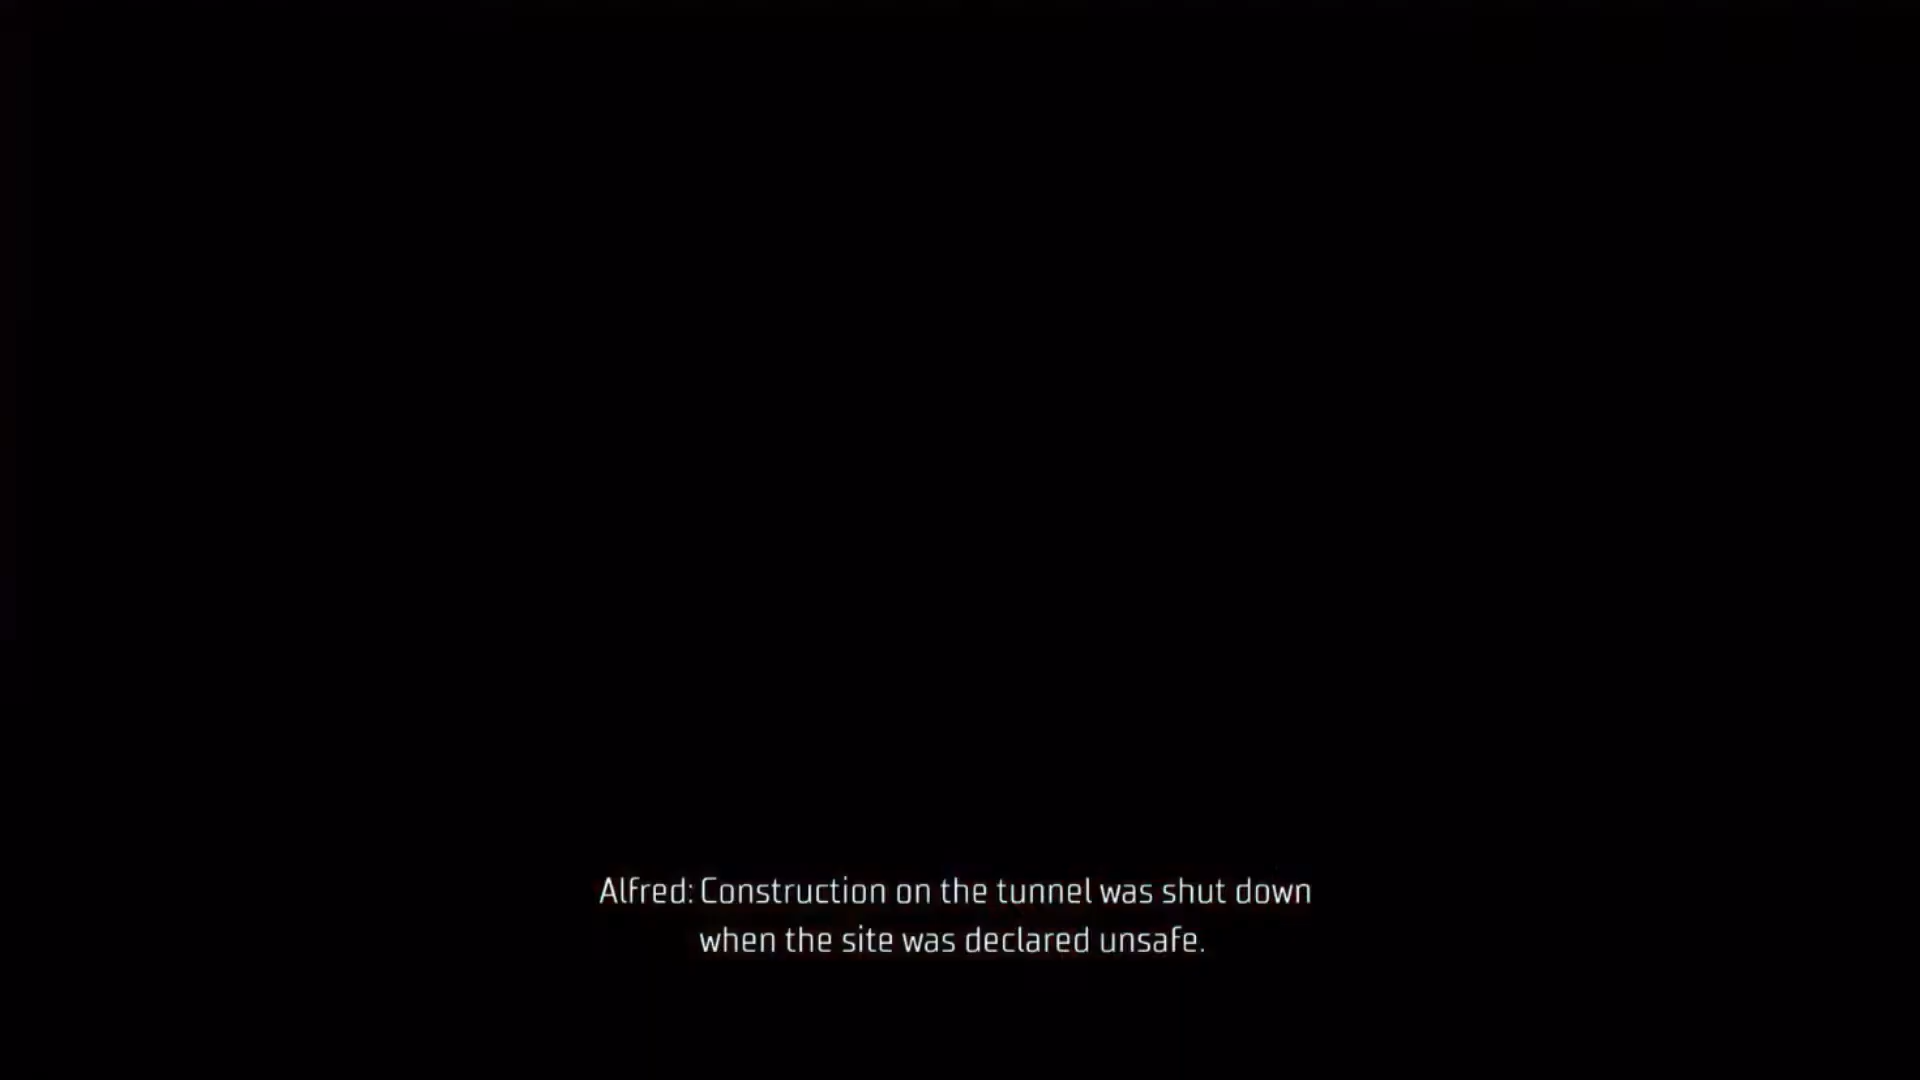 Alfred: Construction on the tunnel was shut down
when the site was declared unsafe.